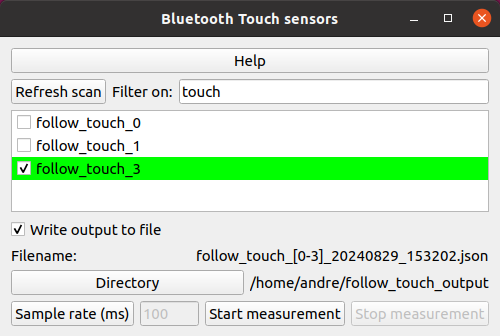 Bluetooth Touch sensors
Help
Refresh scan Filter on: touch
follow_touch_0
follow_touch_1
follow_touch_3
Write output to file
Filename: follow_touch_[0-3]_20240829_153202.json
Directory /home/andre/follow_touch_output
Sample rate (ms) 100 Start measurement Stop measurement